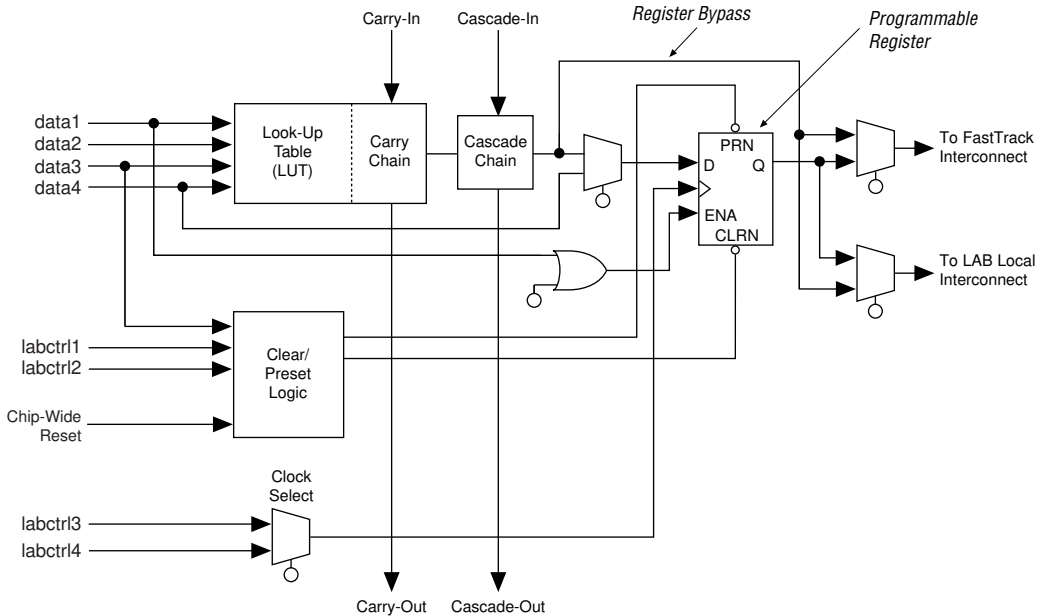 Carry-In
Cascade-In
Register Bypass
Programmable
Register
data1
data2
data3
data4
Look-Up
Table
(LUT)
Carry
Chain
Cascade
Chain
PRN
D
Q
ENA
CLRN
To FastTrack
Interconnect
To LAB Local
Interconnect
labctrl1
labctrl2
Clear/
Preset
Logic
Chip-Wide
Reset
Clock
Select
labctrl3
labctrl4
Carry-Out
Cascade-Out